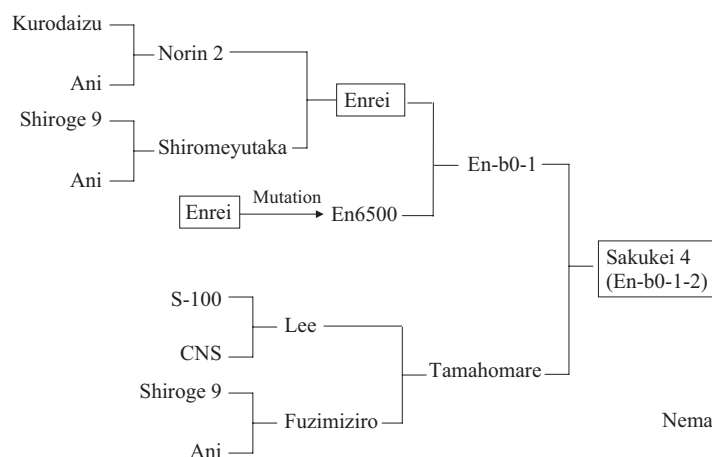 Kurodaizu
Norin 2
Ani
Enrei
Shiroge 9
Shiromeyutaka
Ani
En-b0-1
Mutation
Enrei
En6500
Sakukei 4
(En-b0-1-2)
S-100
Lee
CNS
Tamahomare
Shiroge 9
Fuzimiziro
Nema
Ani